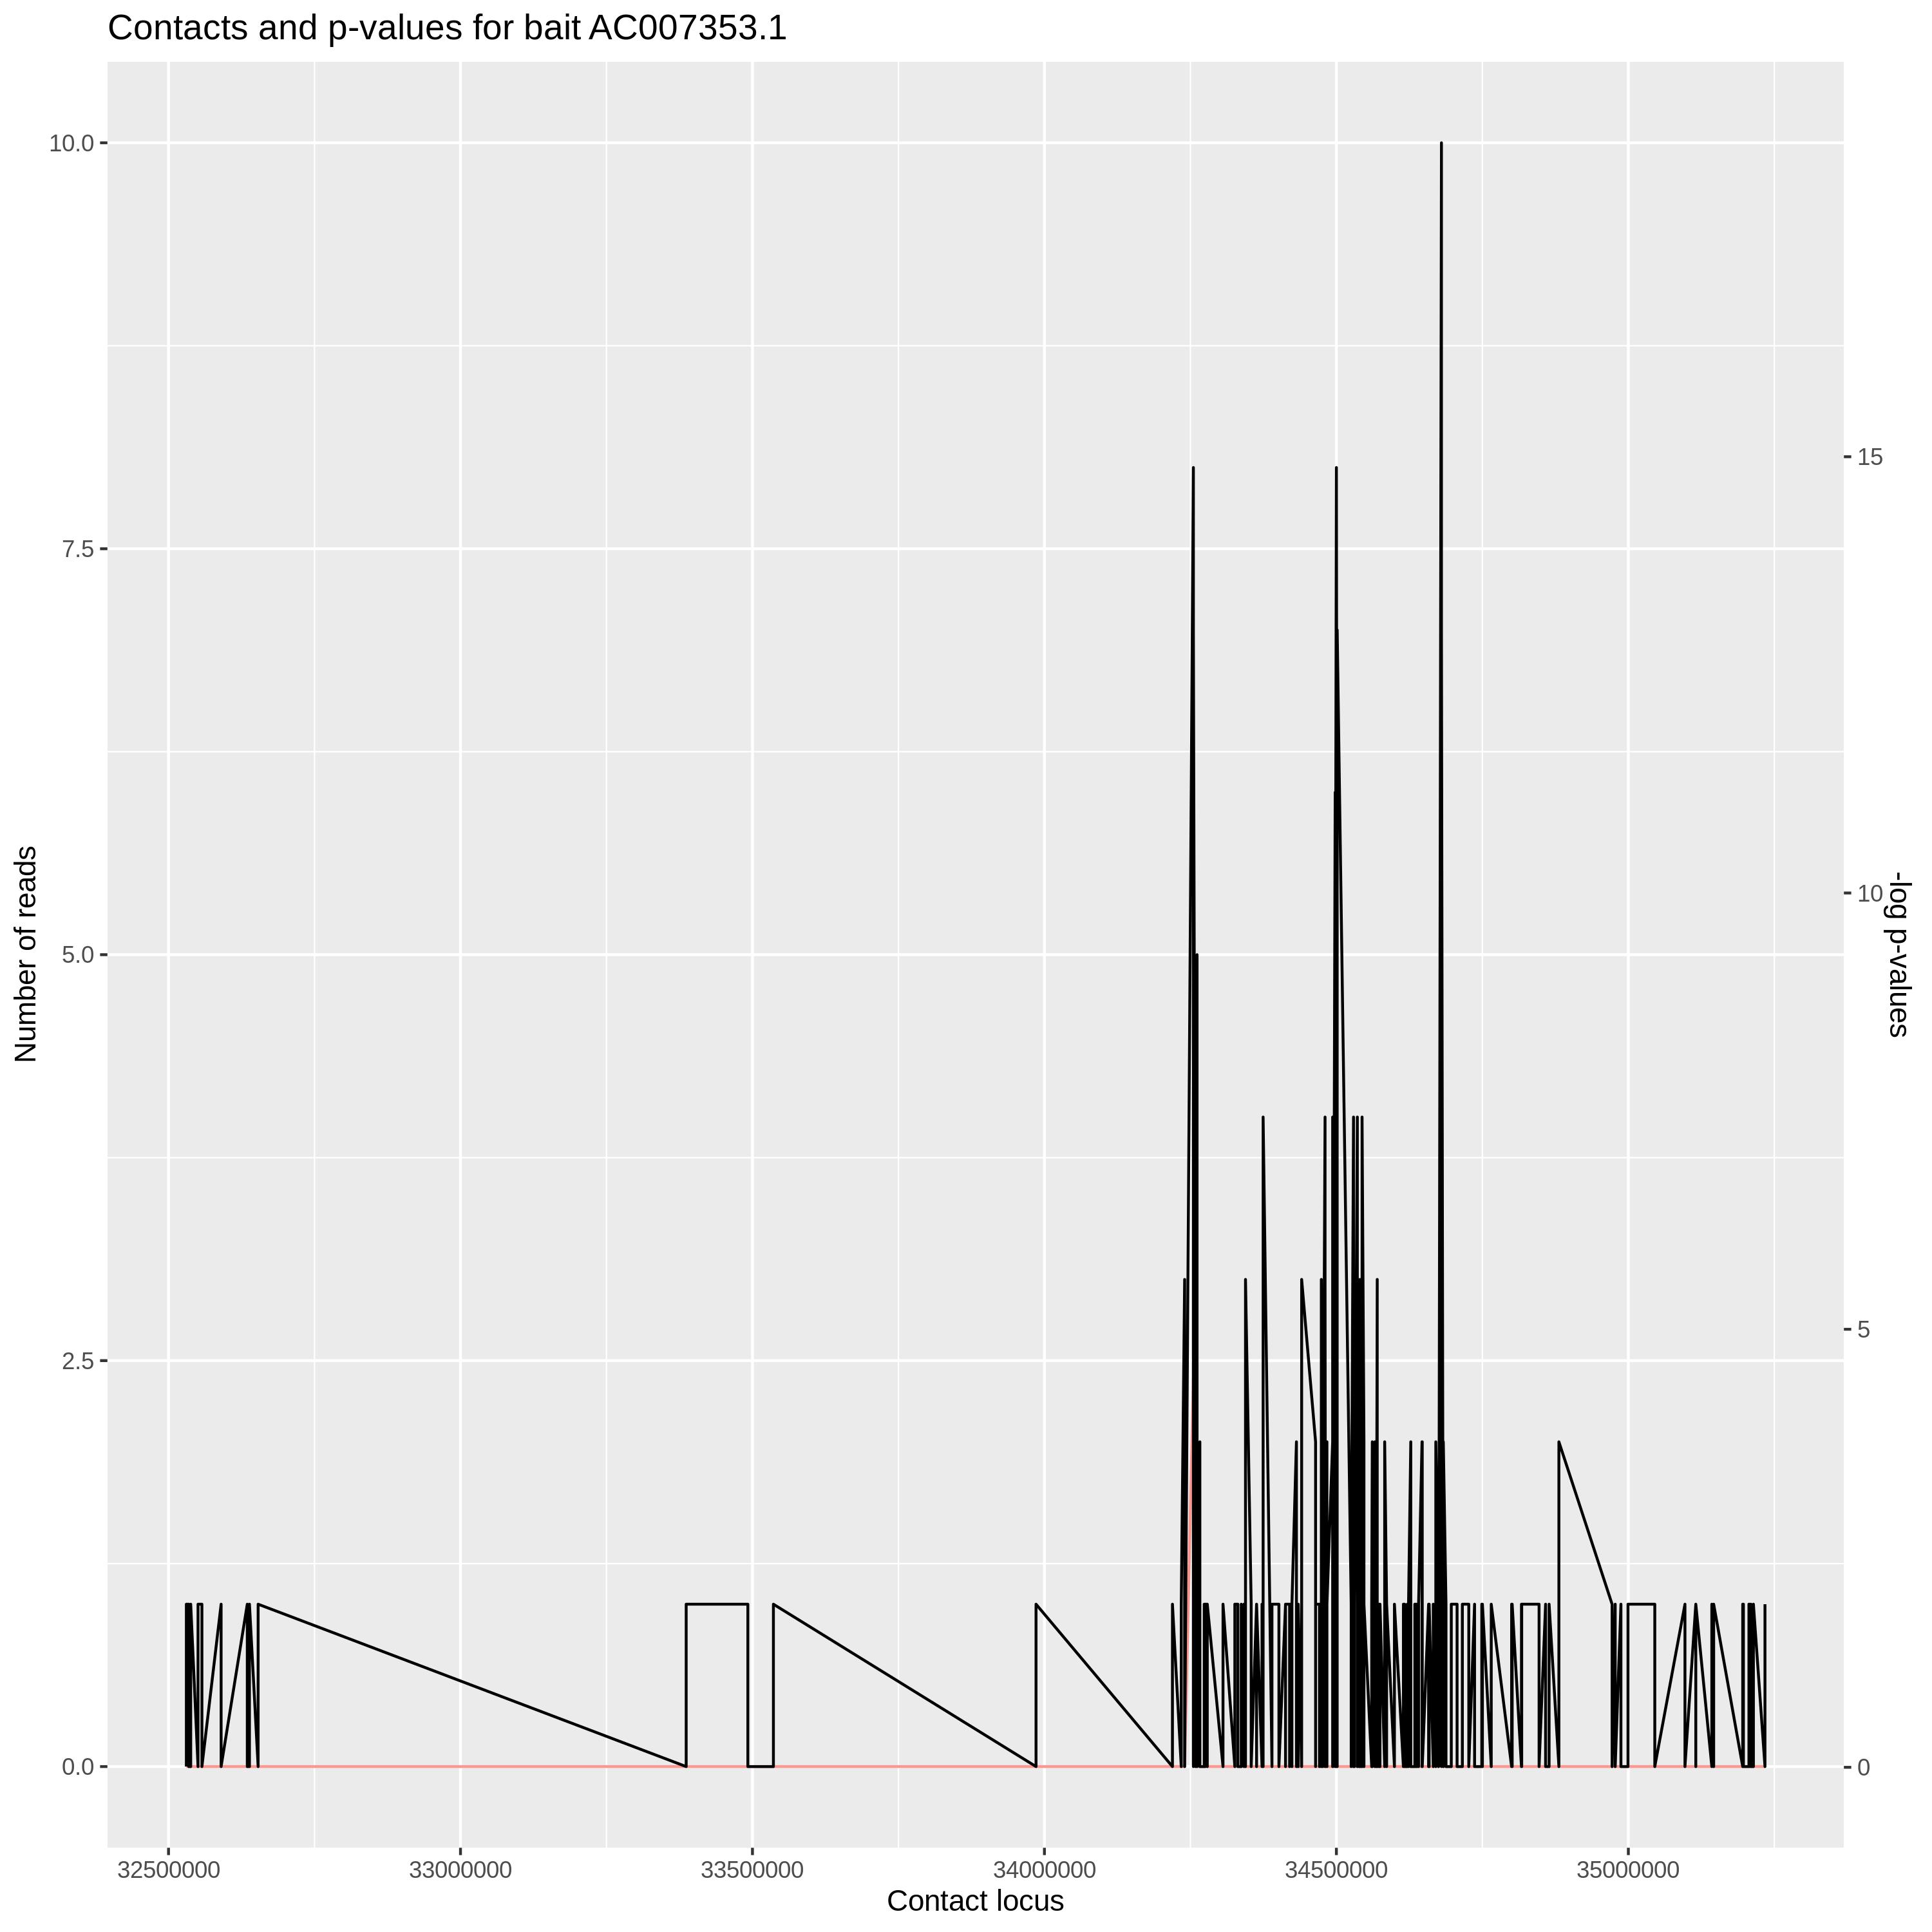 Contacts and p-values for bait AC007353.1
10.0
7.5
5.0
2.5
0.0
Number of reads
15
10
5
0
-log p-values
32500000 33000000 33500000 34000000 34500000 35000000
Contact locus